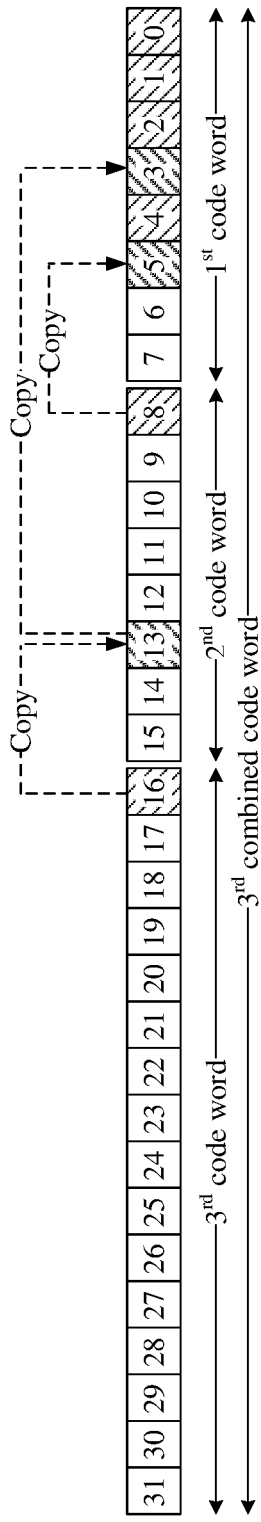 Copy Copy
Copy
31 30 29 28 27 26 25 24 23 22 21 20 19 18 17 16 15 14 13 12 11 10 9 8 7 6 5 4 3 2 1 0
3rd code word 2nd code word 1st code word
3rd combined code word